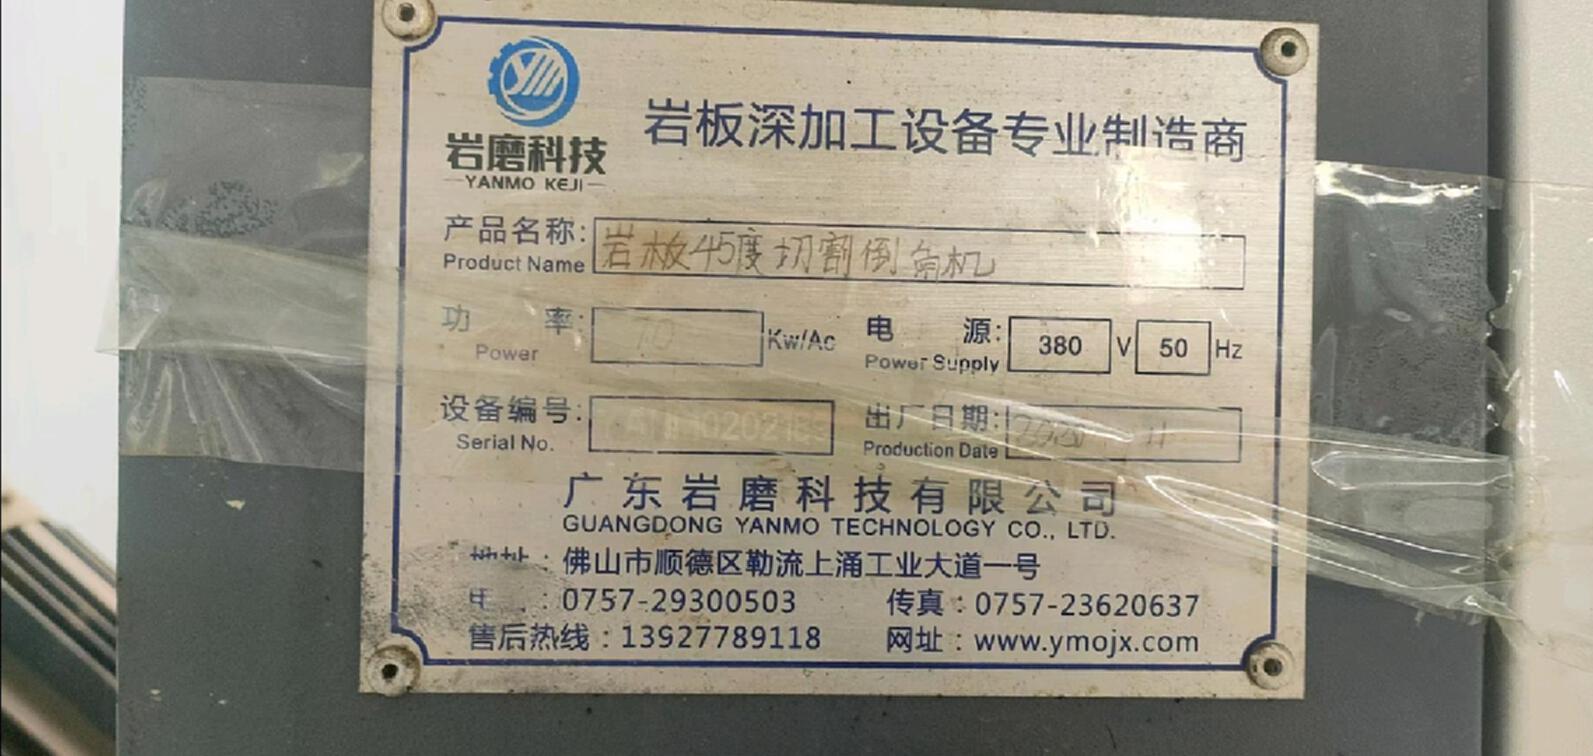 YM
岩磨科技
YANMO KEJI
岩板深加工设备专业制造商
产品名称: 岩板45度切割倒角机
Product Name
功 率: Kw/Ac 电 源: 380 V 50 Hz
Power Power Supply
设备编号: 出厂日期:
Serial No. Production Date
广东岩磨科技有限公司
GUANGDONG YANMO TECHNOLOGY CO., LTD.
地址：佛山市顺德区勒流上涌工业大道一号
：0757-29300503 传真：0757-23620637
售后热线：13927789118 网址：www.ymojx.com